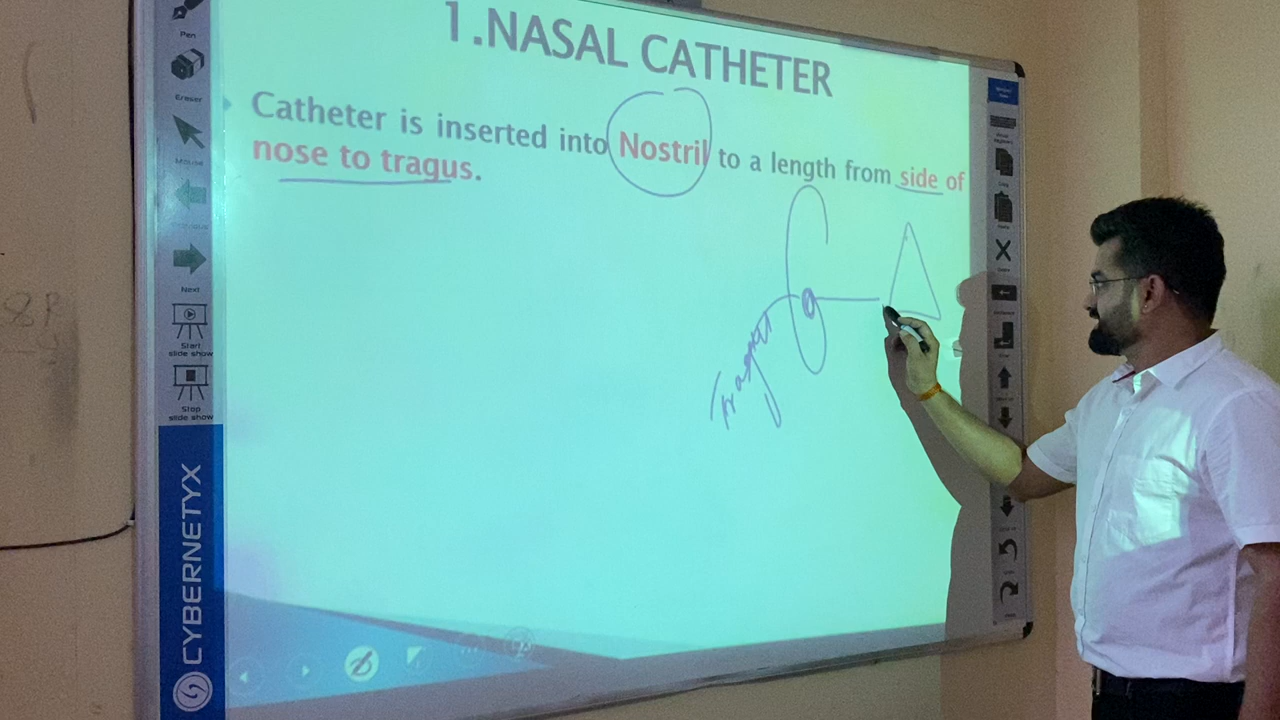 1.NASAL CATHETER
Catheter is inserted into Nostril to a length from side of
nose to tragus.
Tragus
Pen
Eraser
Mouse
Next
Start
slide show
Stop
slide show
CYBERNETYX